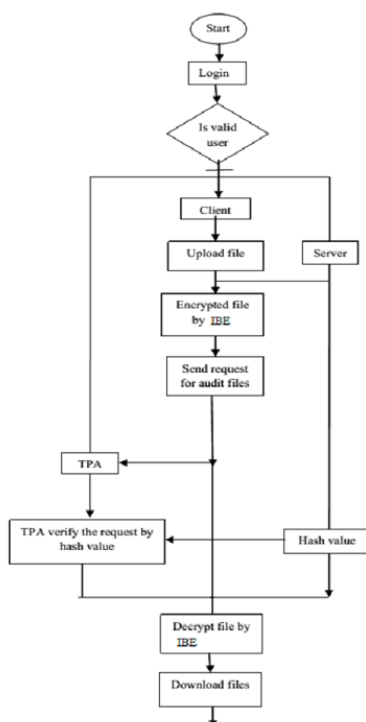 Start
Login
Is valid
user
Client
Upload file
Server
Encrypted file
by IBE
Send request
for audit files
TPA
TPA verify the request by
hash value
Hash value
Decrypt file by
IBE
Download files